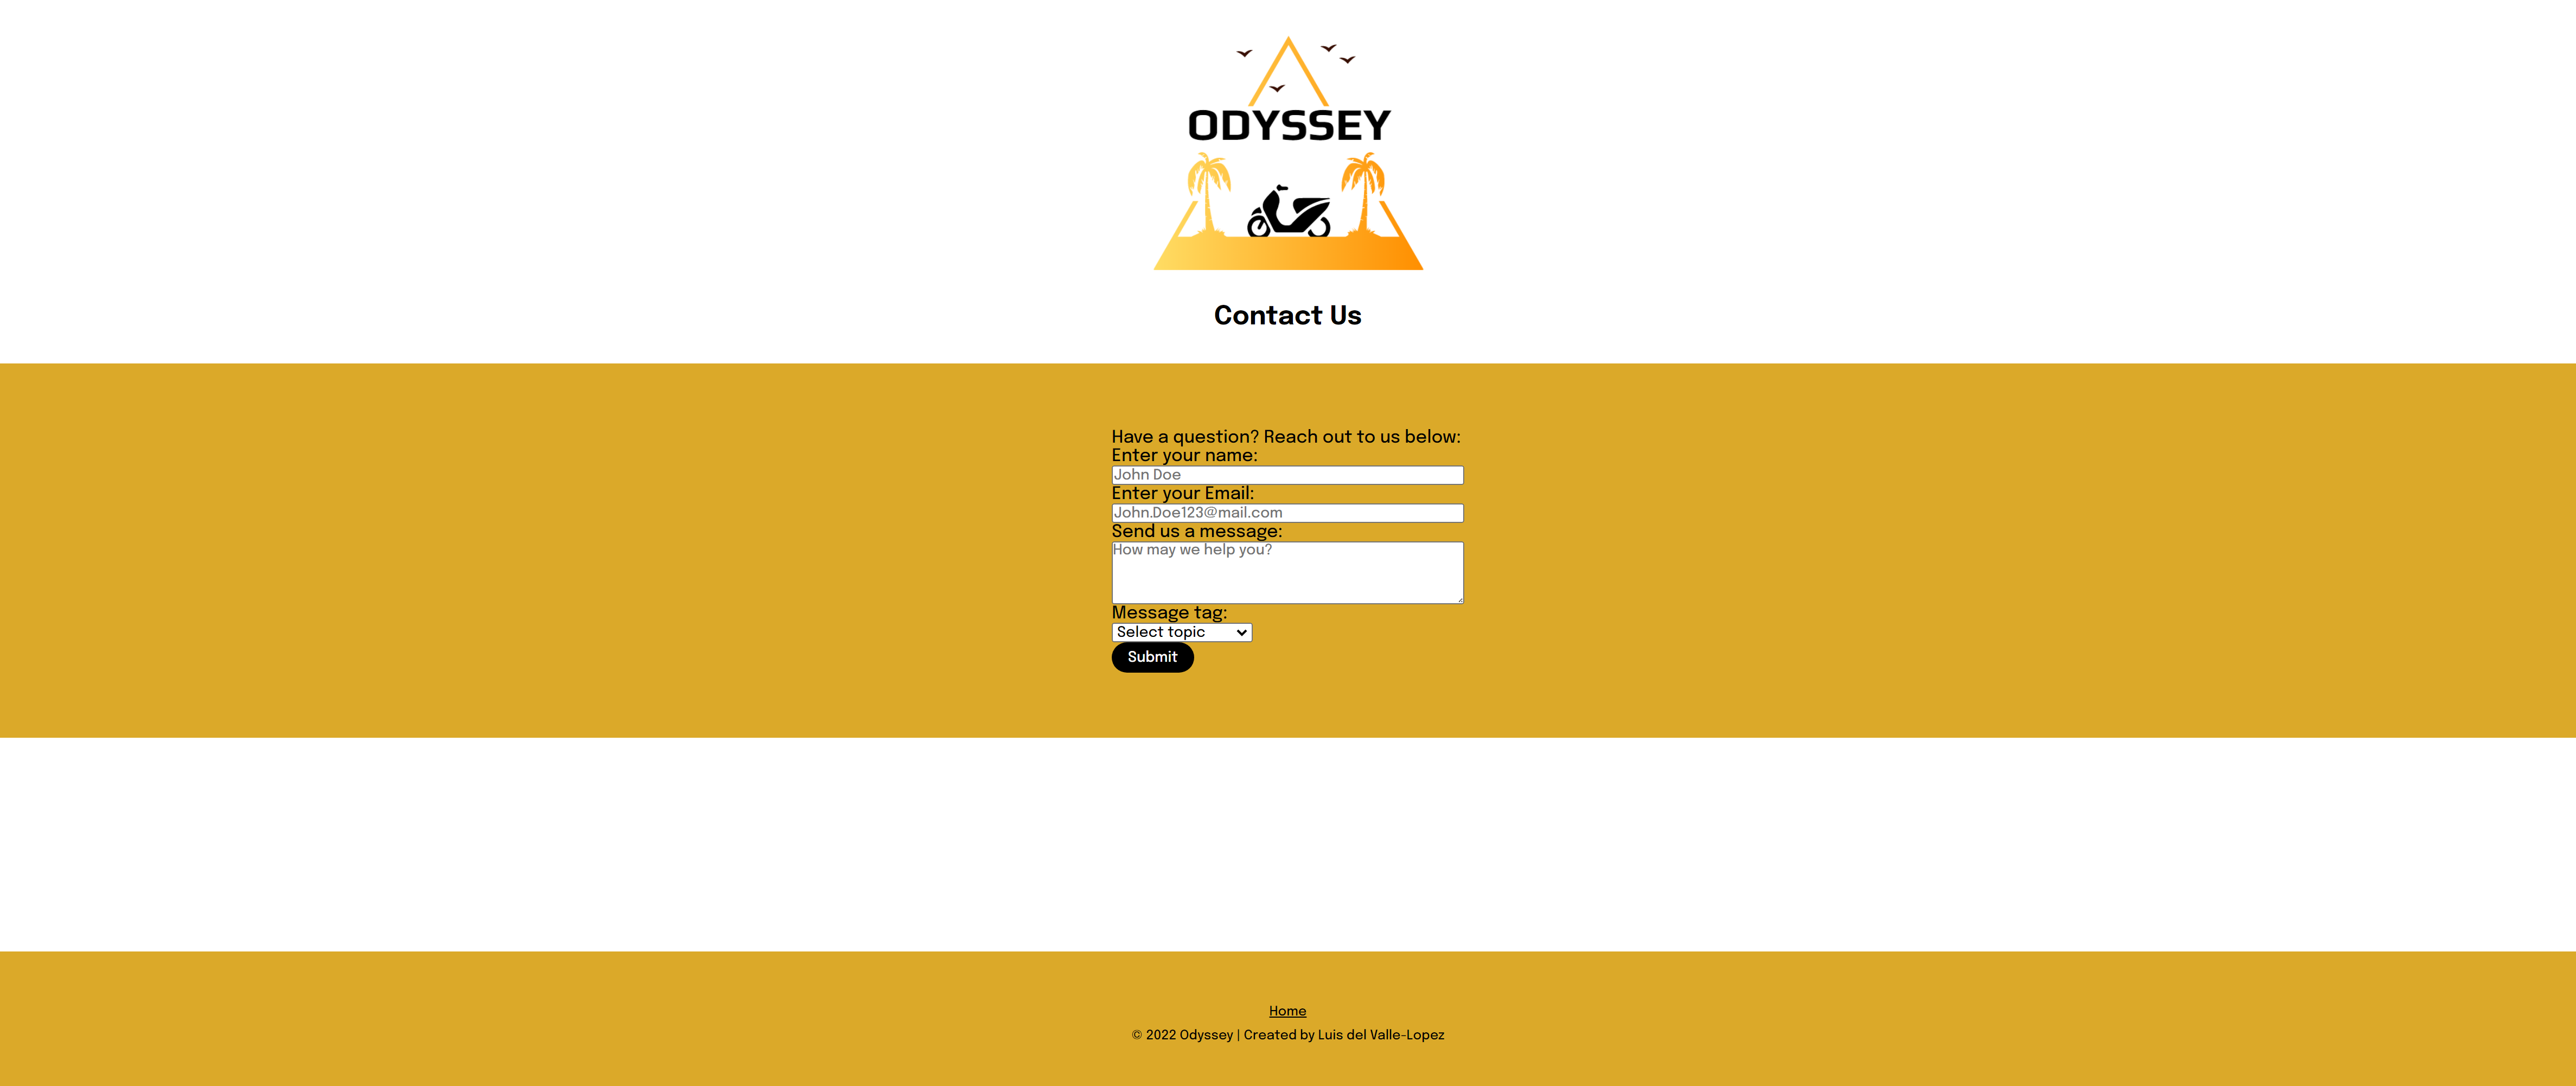 ODYSSEY
Contact Us
Have a question? Reach out to us below:
Enter your name:
John Doe
Enter your Email:
John.Doe123@mail.com
Send us a message:
How may we help you?
Message tag:
Select topic
Submit
Home
© 2022 Odyssey | Created by Luis del Valle-Lopez